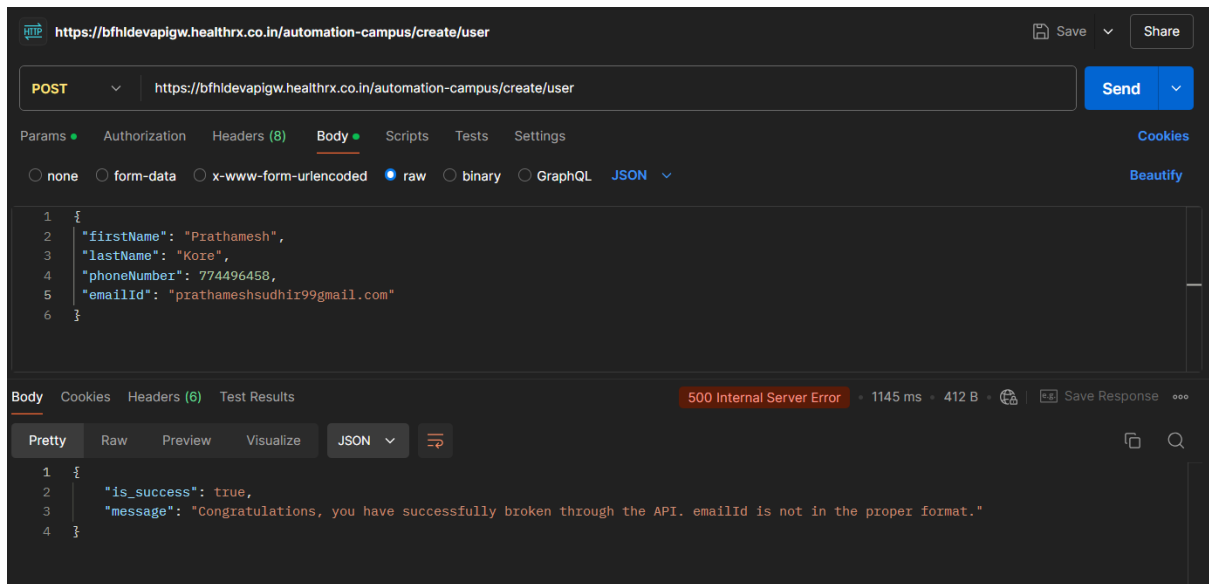 HTTP https://bfhldevapigw.healthrx.co.in/automation-campus/create/user Save Share
POST https://bfhldevapigw.healthrx.co.in/automation-campus/create/user Send
Params Authorization Headers (8) Body Scripts Tests Settings Cookies
none form-data x-www-form-urlencoded raw binary GraphQL JSON Beautify
1 {
2 "firstName": "Prathamesh",
3 "lastName": "Kore",
4 "phoneNumber": 774496458,
5 "emailId": "prathameshsudhir99gmail.com"
6 }
Body Cookies Headers (6) Test Results 500 Internal Server Error 1145 ms 412 B e.g. Save Response
Pretty Raw Preview Visualize JSON
1 {
2 "is_success": true,
3 "message": "Congratulations, you have successfully broken through the API. emailId is not in the proper format."
4 }